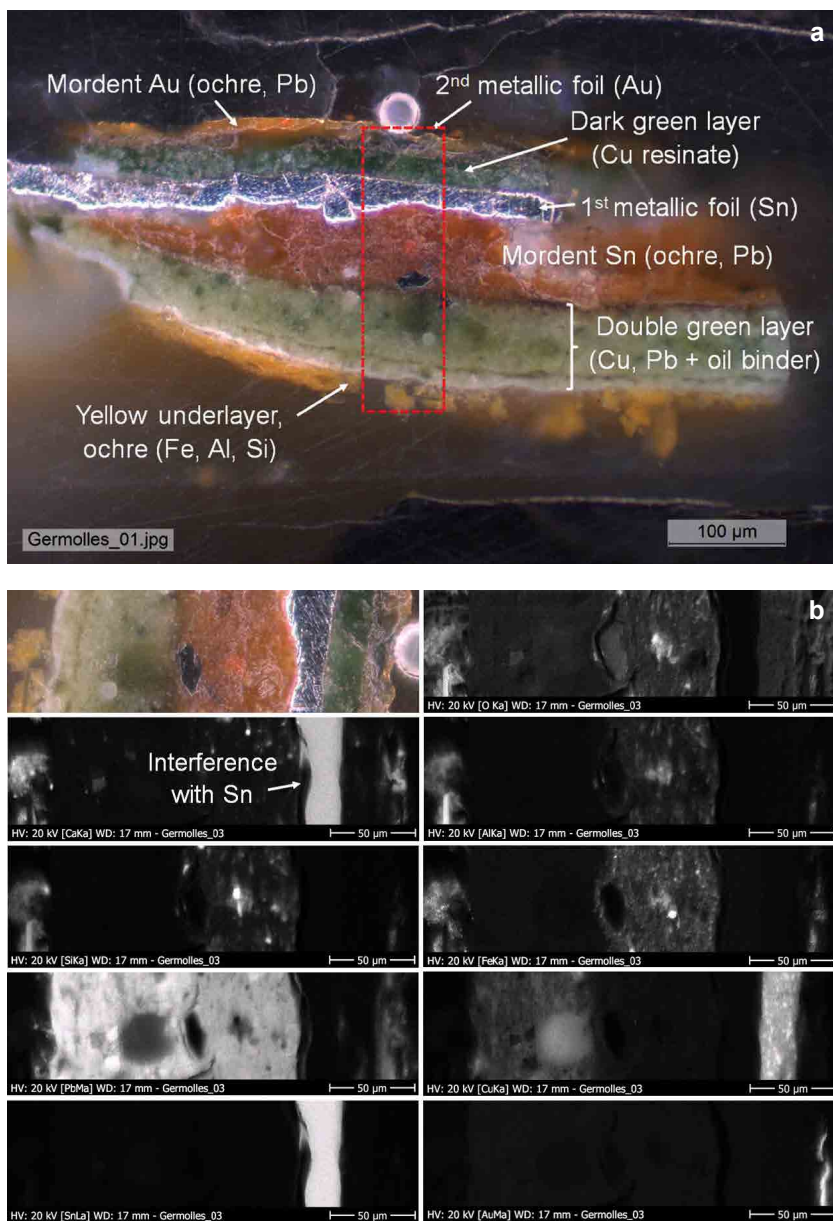 a
Mordent Au (ochre, Pb)
2nd metallic foil (Au)
Dark green layer
(Cu resinate)
1st metallic foil (Sn)
Mordent Sn (ochre, Pb)
Double green layer
(Cu, Pb + oil binder)
Yellow underlayer,
ochre (Fe, Al, Si)
Germolles_01.jpg
100 µm
b
HV: 20 kV [O Ka] WD: 17 mm - Germolles_03
50 µm
Interference
with Sn
HV: 20 kV [CaKa] WD: 17 mm - Germolles_03
50 µm
HV: 20 kV [AlKa] WD: 17 mm - Germolles_03
50 µm
HV: 20 kV [SiKa] WD: 17 mm - Germolles_03
50 µm
HV: 20 kV [FeKa] WD: 17 mm - Germolles_03
50 µm
HV: 20 kV [PbMa] WD: 17 mm - Germolles_03
50 µm
HV: 20 kV [CuKa] WD: 17 mm - Germolles_03
50 µm
HV: 20 kV [SnLa] WD: 17 mm - Germolles_03
50 µm
HV: 20 kV [AuMa] WD: 17 mm - Germolles_03
50 µm